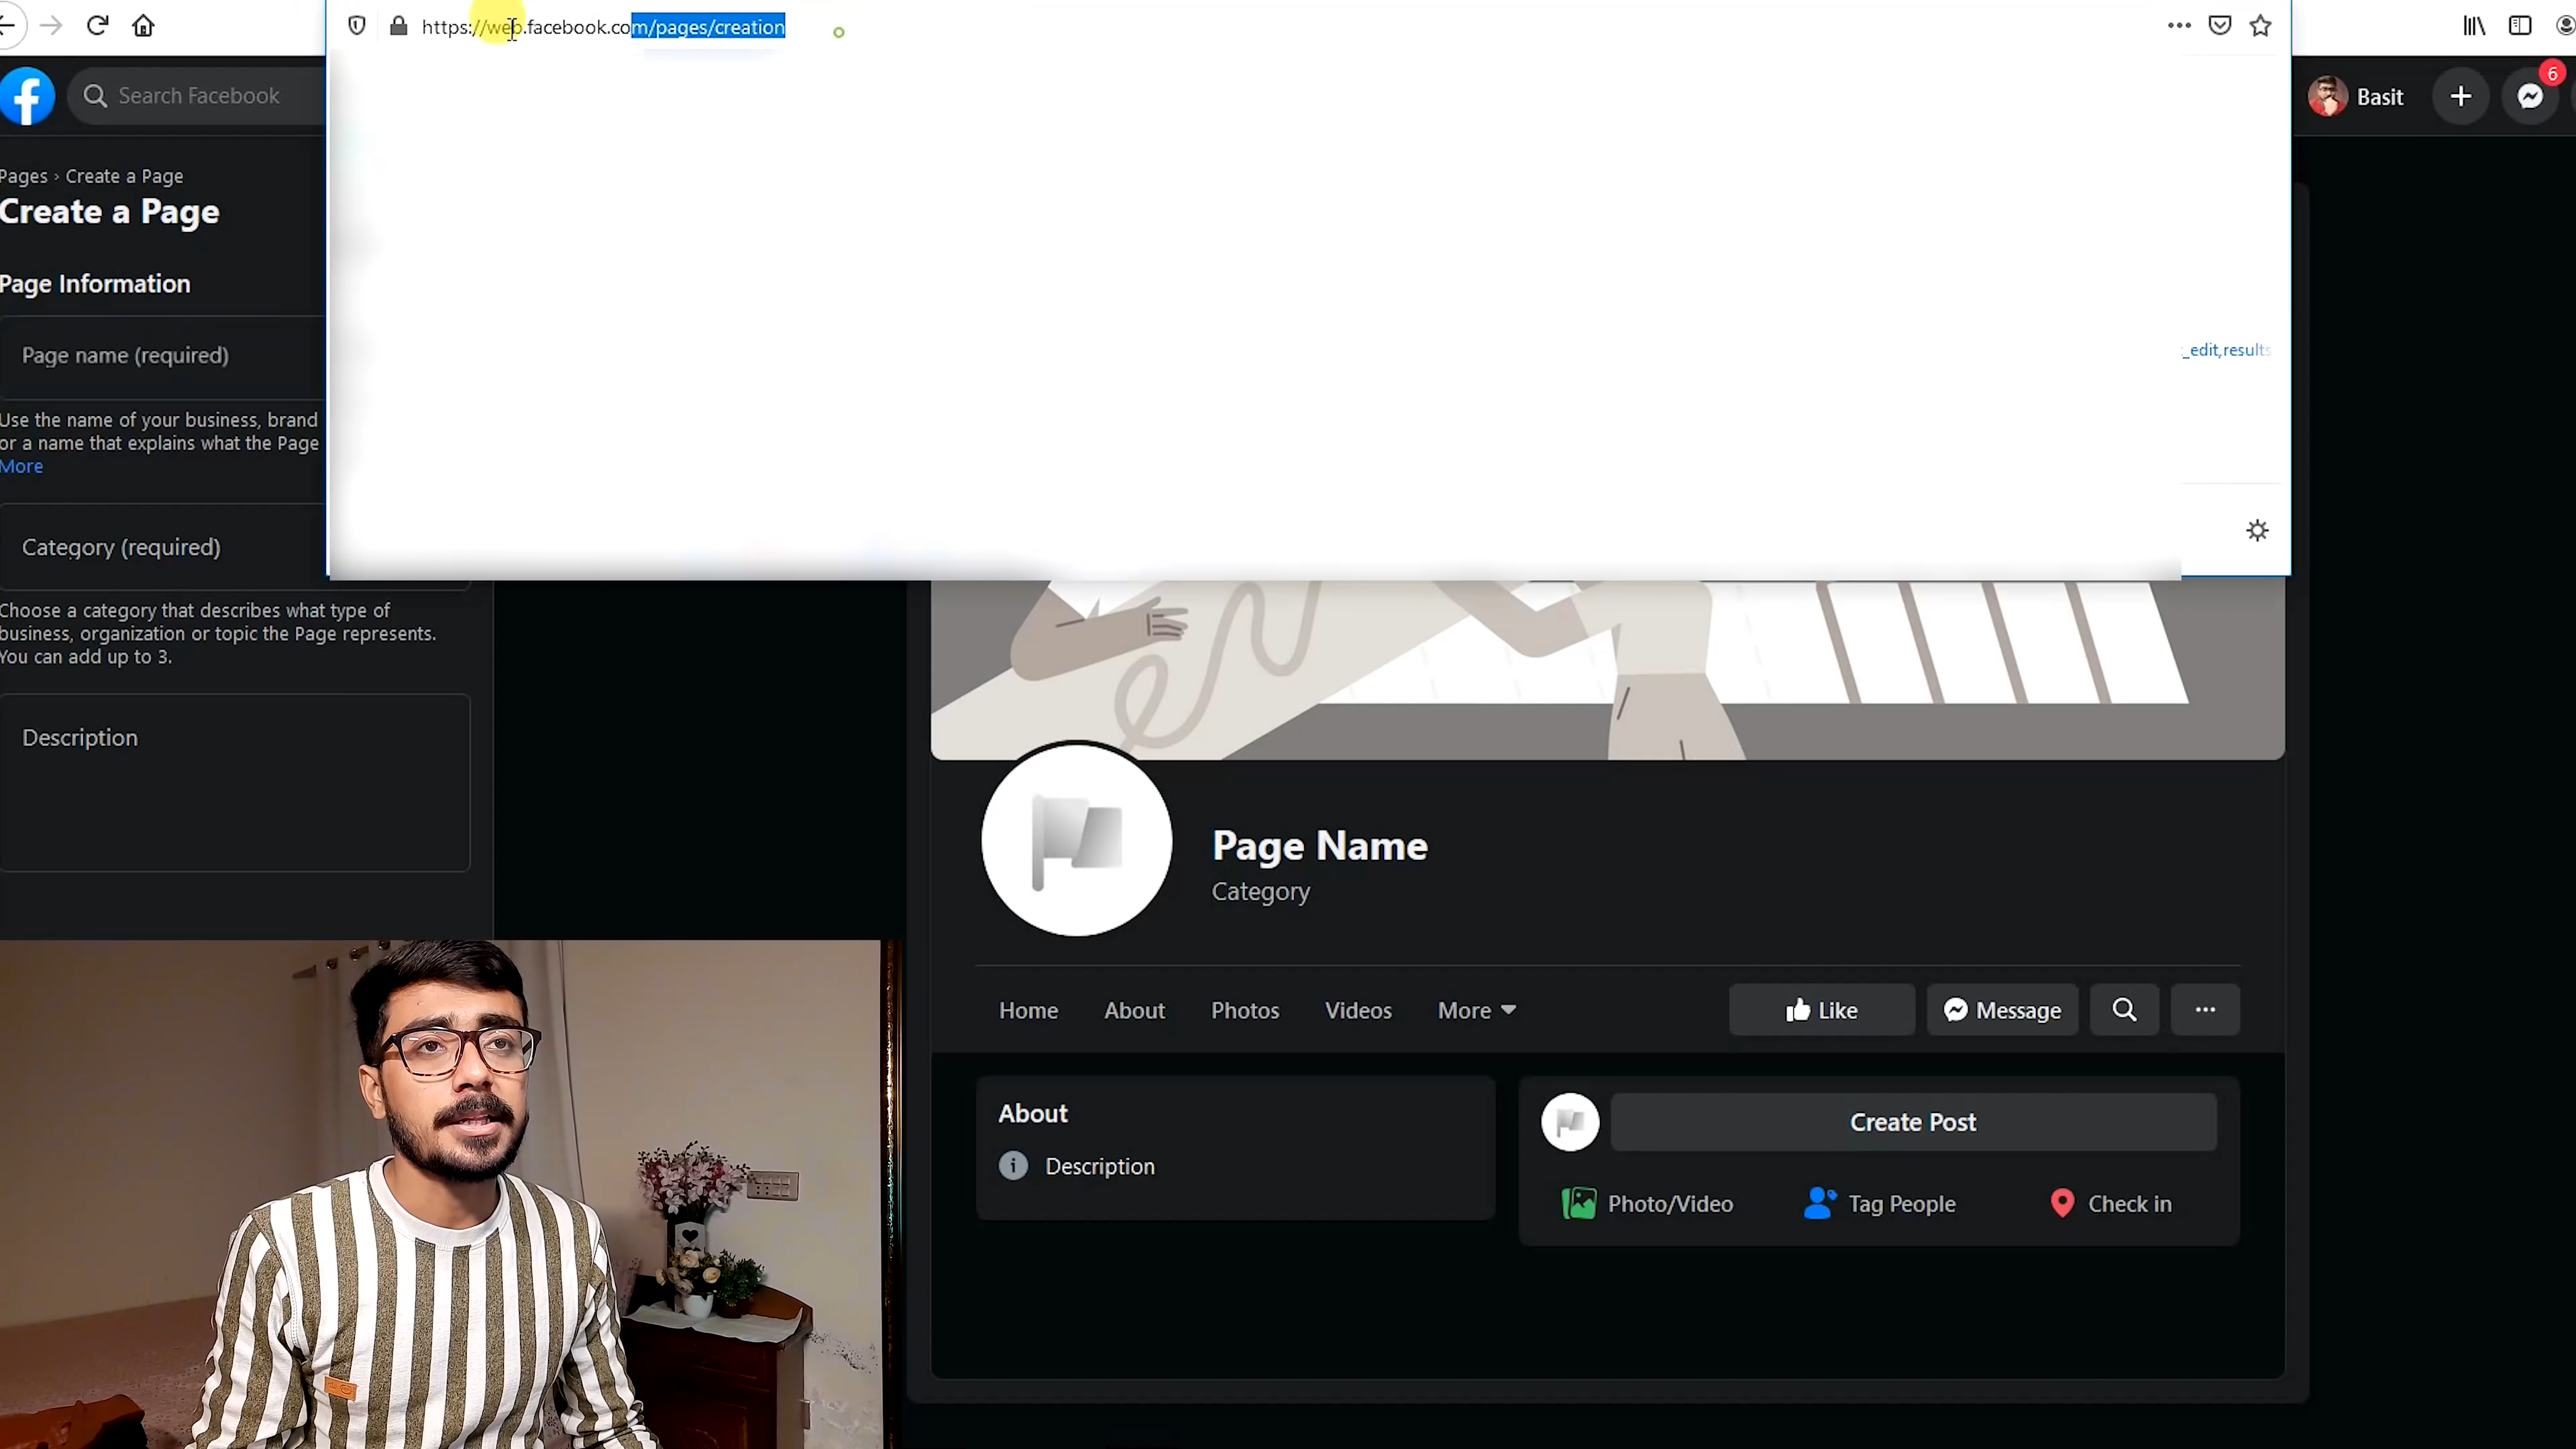 https://web.facebook.com/pages/creation
Search Facebook
Basit
6
Pages › Create a Page
Create a Page
Page Information
Page name (required)
Use the name of your business, brand
or a name that explains what the Page
More
Category (required)
Choose a category that describes what type of
business, organization or topic the Page represents.
You can add up to 3.
Description
_edit,results
Page Name
Category
Home
About
Photos
Videos
More
Like
Message
About
Description
Create Post
Photo/Video
Tag People
Check in